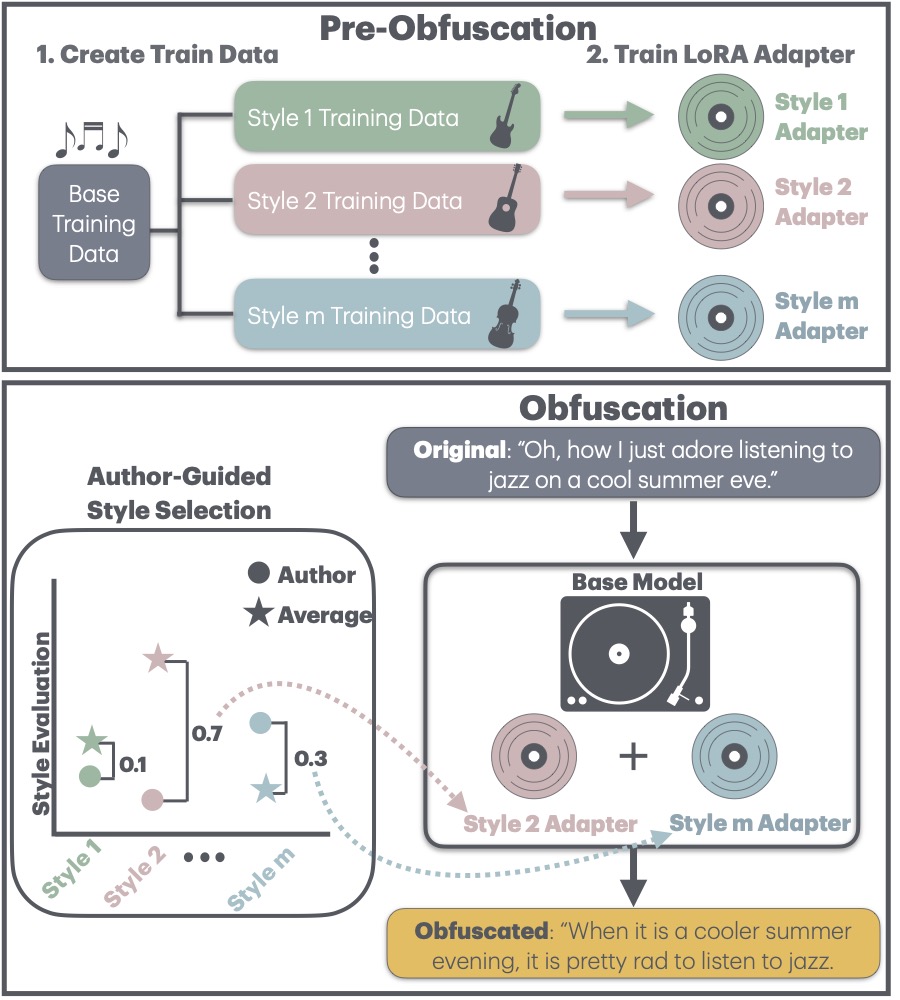 Pre-Obfuscation
1. Create Train Data
2. Train LoRA Adapter
Base
Training
Data
Style 1 Training Data
Style 1
Adapter
Style 2 Training Data
Style 2
Adapter
Style m Training Data
Style m
Adapter
Obfuscation
Original: “Oh, how I just adore listening to
jazz on a cool summer eve.”
Author-Guided
Style Selection
Author
Average
Style Evaluation
0.1
0.7
0.3
Style 1
Style 2
Style m
Base Model
+
Style 2 Adapter
Style m Adapter
Obfuscated: “When it is a cooler summer
evening, it is pretty rad to listen to jazz.